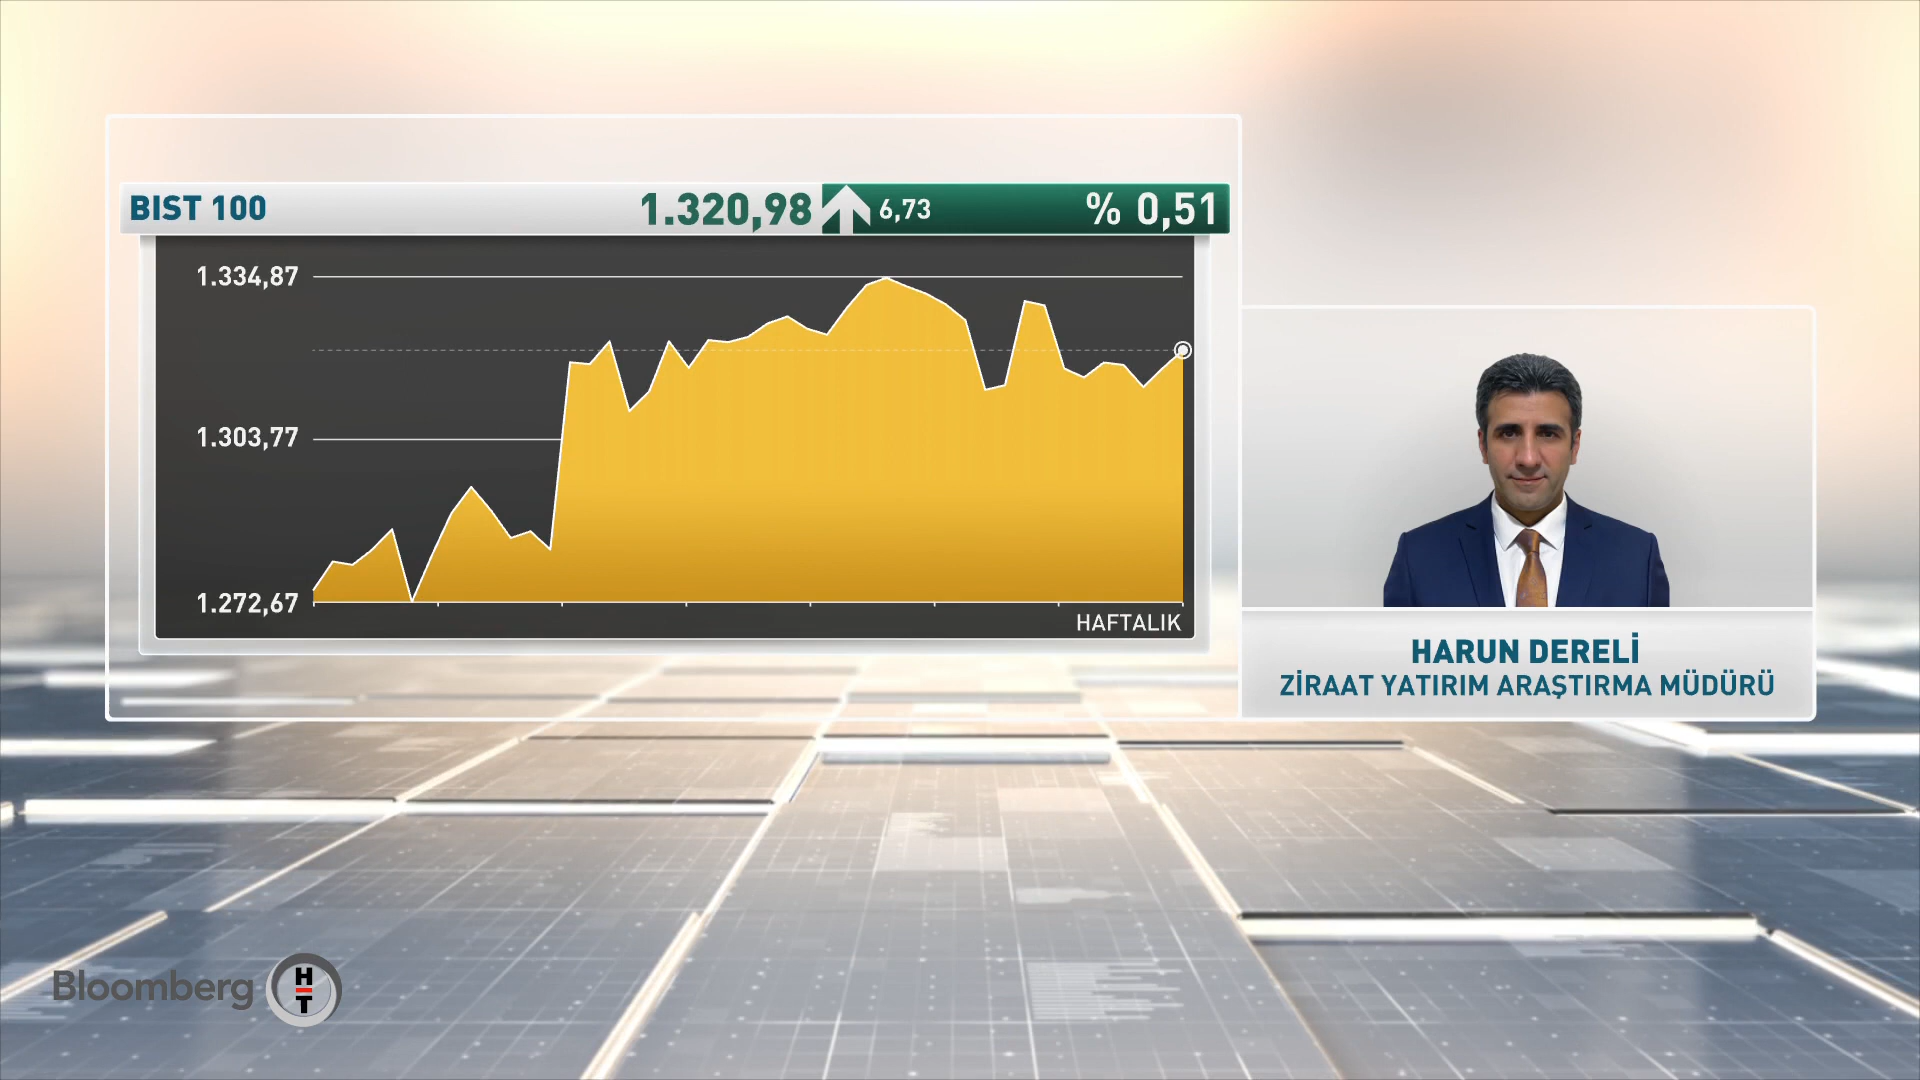 BIST 100 1.320,98 6,73 % 0,51
1.334,87
1.303,77
1.272,67
HAFTALIK
HARUN DERELİ
ZİRAAT YATIRIM ARAŞTIRMA MÜDÜRÜ
Bloomberg HT